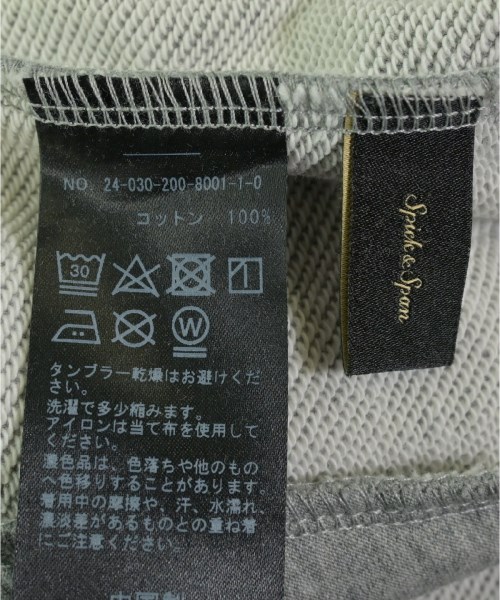 NO. 24-030-200-8001-1-0
コットン 100%
30
W
タンブラー乾燥はお避けくだ
さい。
洗濯で多少縮みます。
アイロンは当て布を使用して
ください。
濃色品は、色落ちや他のもの
へ色移りすることがあります。
着用中の摩擦や、汗、水濡れ、
濃淡差があるものとの重ね着
にご注意ください。
中国製
Spick & Span